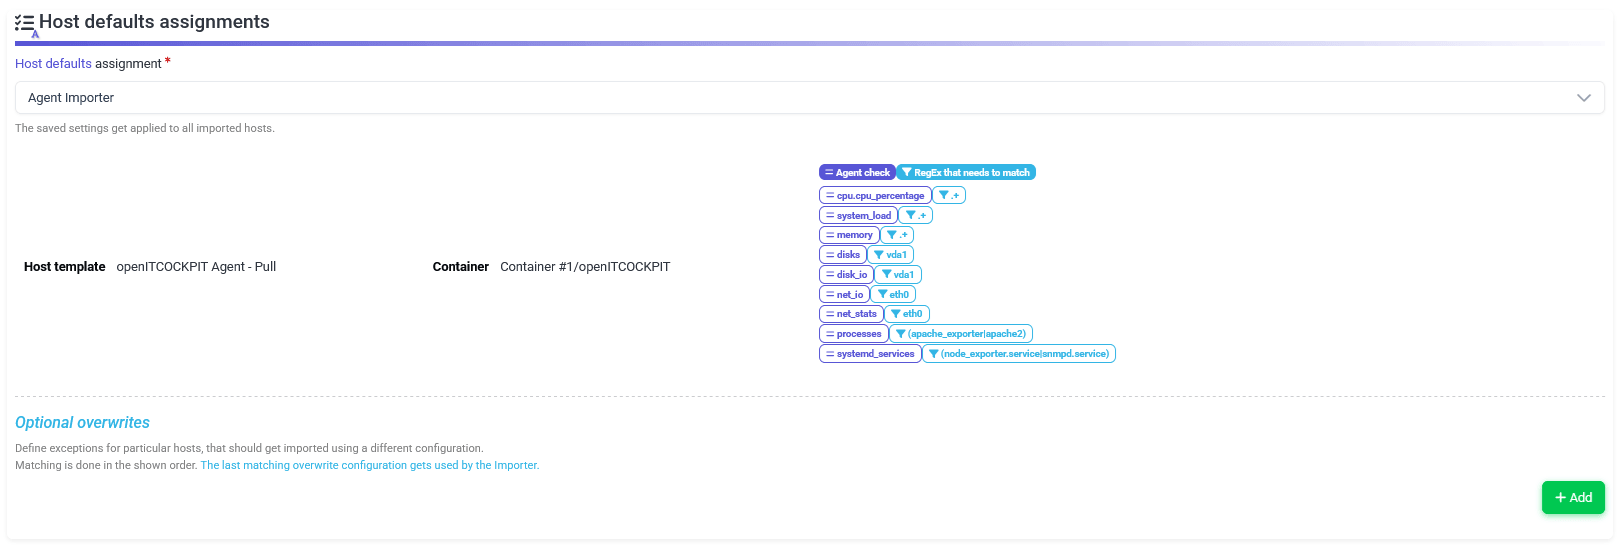 Host defaults assignments
A
Host defaults assignment *
Agent Importer
The saved settings get applied to all imported hosts.
Host template openITCOCKPIT Agent - Pull
Container Container #1/openITCOCKPIT
= Agent check RegEx that needs to match
= cpu.cpu_percentage .+
= system_load .+
= memory .+
= disks vda1
= disk_io vda1
= net_io eth0
= net_stats eth0
= processes (apache_exporter|apache2)
= systemd_services (node_exporter.service|snmpd.service)
Optional overwrites
Define exceptions for particular hosts, that should get imported using a different configuration.
Matching is done in the shown order. The last matching overwrite configuration gets used by the Importer.
+ Add